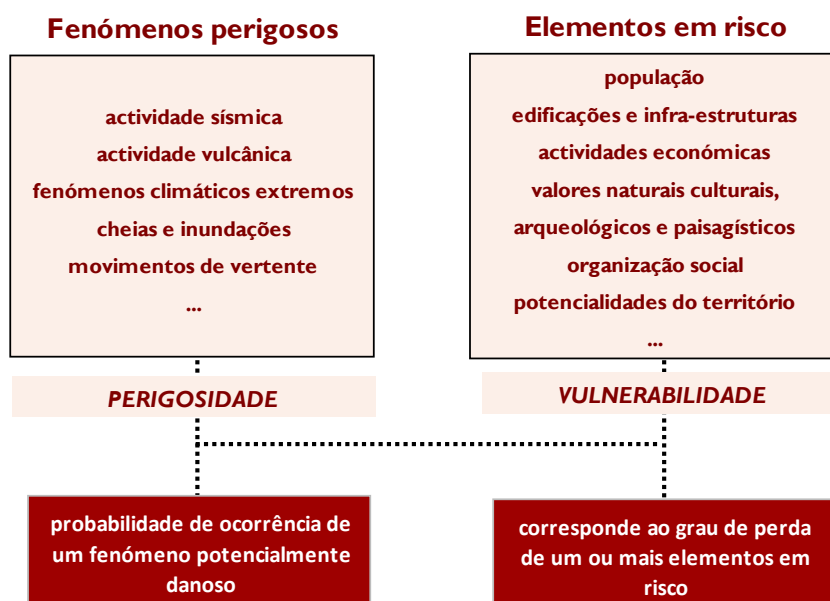 Fenómenos perigosos
actividade sísmica
actividade vulcânica
fenómenos climáticos extremos
cheias e inundações
movimentos de vertente
...
PERIGOSIDADE
probabilidade de ocorrência de
um fenómeno potencialmente
danoso
Elementos em risco
população
edificações e infra-estruturas
actividades económicas
valores naturais culturais,
arqueológicos e paisagísticos
organização social
potencialidades do território
...
VULNERABILIDADE
corresponde ao grau de perda
de um ou mais elementos em
risco